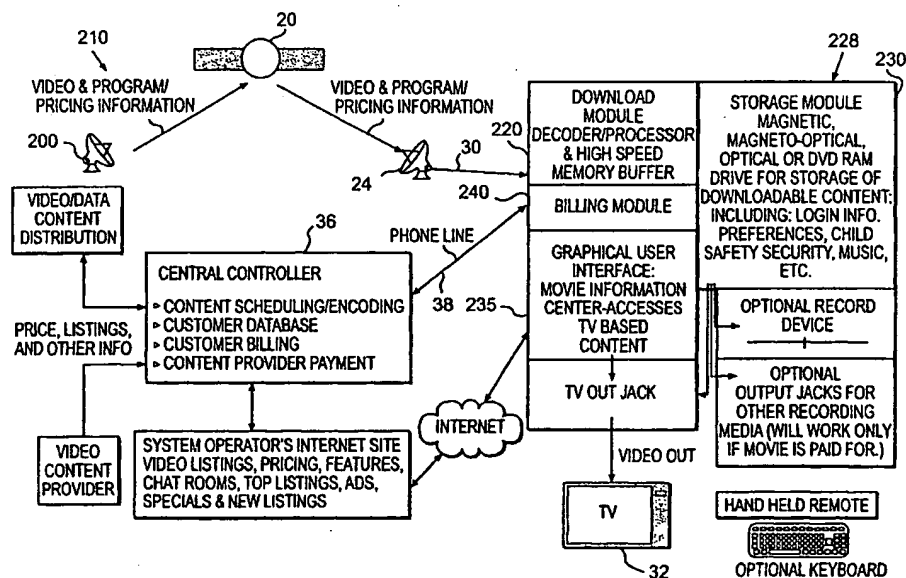 210
20
VIDEO & PROGRAM/
PRICING INFORMATION
VIDEO & PROGRAM/
PRICING INFORMATION
200
24
30
VIDEO/DATA
CONTENT
DISTRIBUTION
36
CENTRAL CONTROLLER
▷ CONTENT SCHEDULING/ENCODING
▷ CUSTOMER DATABASE
▷ CUSTOMER BILLING
▷ CONTENT PROVIDER PAYMENT
PRICE, LISTINGS,
AND OTHER INFO
VIDEO
CONTENT
PROVIDER
SYSTEM OPERATOR'S INTERNET SITE
VIDEO LISTINGS, PRICING, FEATURES,
CHAT ROOMS, TOP LISTINGS, ADS,
SPECIALS & NEW LISTINGS
PHONE LINE
38
INTERNET
220
240
235
DOWNLOAD
MODULE
DECODER/PROCESSOR
& HIGH SPEED
MEMORY BUFFER
BILLING MODULE
GRAPHICAL USER
INTERFACE:
MOVIE INFORMATION
CENTER-ACCESSES
TV BASED
CONTENT
TV OUT JACK
VIDEO OUT
TV
32
228
230
STORAGE MODULE
MAGNETIC,
MAGNETO-OPTICAL,
OPTICAL OR DVD RAM
DRIVE FOR STORAGE OF
DOWNLOADABLE CONTENT:
INCLUDING: LOGIN INFO.
PREFERENCES, CHILD
SAFETY SECURITY, MUSIC,
ETC.
OPTIONAL RECORD
DEVICE
OPTIONAL
OUTPUT JACKS FOR
OTHER RECORDING
MEDIA (WILL WORK ONLY
IF MOVIE IS PAID FOR.)
HAND HELD REMOTE
OPTIONAL KEYBOARD